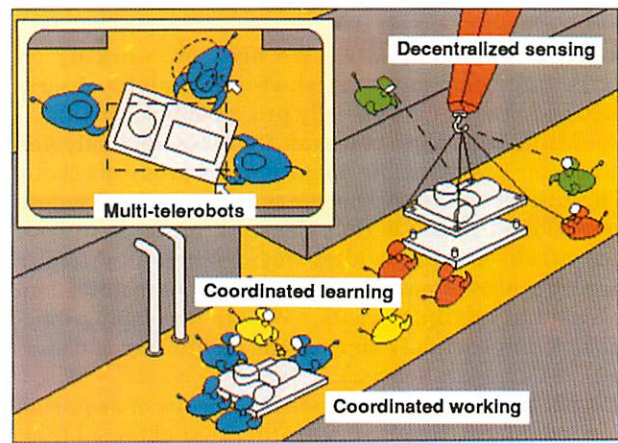 Decentralized sensing
Multi-telerobots
Coordinated learning
Coordinated working